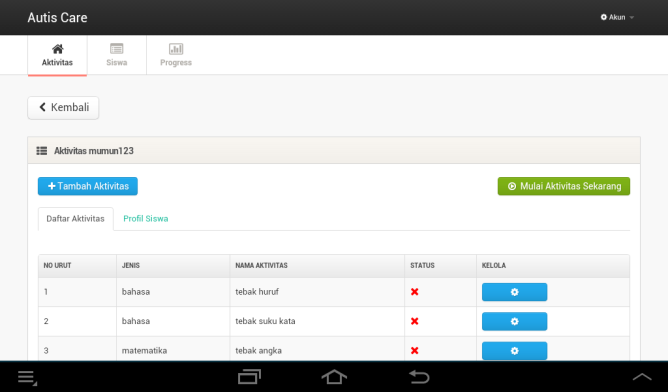 Autis Care
Akun
Aktivitas
Siswa
Progress
Kembali
Aktivitas mumun123
Tambah Aktivitas
Mulai Aktivitas Sekarang
Daftar Aktivitas
Profil Siswa
NO URUT JENIS NAMA AKTIVITAS STATUS KELOLA
1 bahasa tebak huruf
2 bahasa tebak suku kata
3 matematika tebak angka